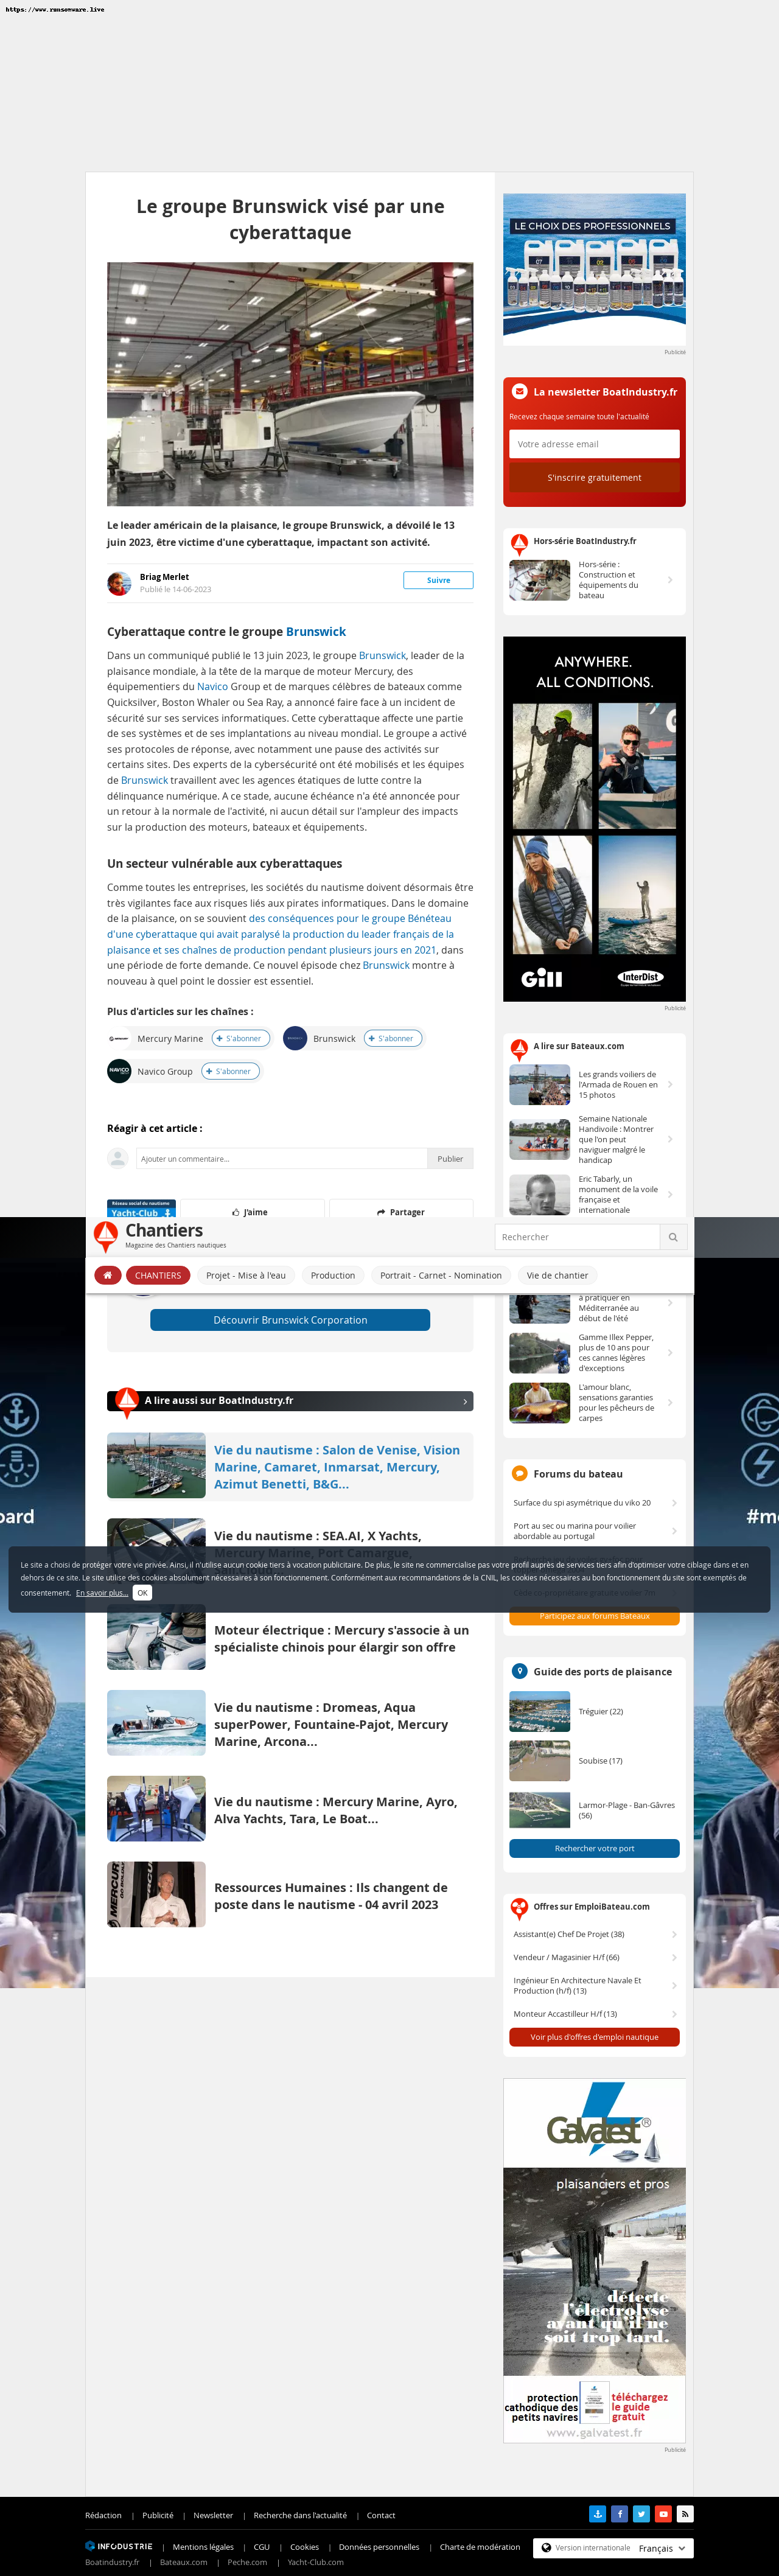 https://www.ransomware.live
Le groupe Brunswick visé par une
cyberattaque
Le leader américain de la plaisance, le groupe Brunswick, a dévoilé le 13
juin 2023, être victime d'une cyberattaque, impactant son activité.
Briag Merlet
Publié le 14-06-2023
Suivre
Cyberattaque contre le groupe Brunswick
Dans un communiqué publié le 13 juin 2023, le groupe Brunswick, leader de la
plaisance mondiale, à la tête de la marque de moteur Mercury, des
équipementiers du Navico Group et de marques célèbres de bateaux comme
Quicksilver, Boston Whaler ou Sea Ray, a annoncé faire face à un incident de
sécurité sur ses services informatiques. Cette cyberattaque affecte une partie
de ses systèmes et de ses implantations au niveau mondial. Le groupe a activé
ses protocoles de réponse, avec notamment une pause des activités sur
certains sites. Des experts de la cybersécurité ont été mobilisés et les équipes
de Brunswick travaillent avec les agences étatiques de lutte contre la
délinquance numérique. A ce stade, aucune échéance n'a été annoncée pour
un retour à la normale de l'activité, ni aucun détail sur l'ampleur des impacts
sur la production des moteurs, bateaux et équipements.
Un secteur vulnérable aux cyberattaques
Comme toutes les entreprises, les sociétés du nautisme doivent désormais être
très vigilantes face aux risques liés aux pirates informatiques. Dans le domaine
de la plaisance, on se souvient des conséquences pour le groupe Bénéteau
d'une cyberattaque qui avait paralysé la production du leader français de la
plaisance et ses chaînes de production pendant plusieurs jours en 2021, dans
une période de forte demande. Ce nouvel épisode chez Brunswick montre à
nouveau à quel point le dossier est essentiel.
Plus d'articles sur les chaînes :
Mercury Marine
S'abonner
Brunswick
S'abonner
NAVICO
Navico Group
S'abonner
Réagir à cet article :
Ajouter un commentaire...
Publier
Réseau social du nautisme
Yacht-Club
J'aime
Partager
Chantiers
Magazine des Chantiers nautiques
Rechercher
CHANTIERS
Projet - Mise à l'eau
Production
Portrait - Carnet - Nomination
Vie de chantier
Découvrir Brunswick Corporation
A lire aussi sur BoatIndustry.fr
Vie du nautisme : Salon de Venise, Vision
Marine, Camaret, Inmarsat, Mercury,
Azimut Benetti, B&G...
Vie du nautisme : SEA.AI, X Yachts,
Mercury Marine, Port Camargue,
Le site a choisi de protéger votre vie privée. Ainsi, il n'utilise aucun cookie tiers à vocation publicitaire. De plus, le site ne commercialise pas votre profil auprès de services tiers afin d'optimiser votre ciblage dans et en
dehors de ce site. Le site utilise des cookies absolument nécessaires à son fonctionnement. Conformément aux recommandations de la CNIL, les cookies nécessaires au bon fonctionnement du site sont exemptés de
consentement. En savoir plus... OK
Moteur électrique : Mercury s'associe à un
spécialiste chinois pour élargir son offre
Vie du nautisme : Dromeas, Aqua
superPower, Fountaine-Pajot, Mercury
Marine, Arcona...
Vie du nautisme : Mercury Marine, Ayro,
Alva Yachts, Tara, Le Boat...
Ressources Humaines : Ils changent de
poste dans le nautisme - 04 avril 2023
LE CHOIX DES PROFESSIONNELS
Publicité
La newsletter BoatIndustry.fr
Recevez chaque semaine toute l'actualité
Votre adresse email
S'inscrire gratuitement
Hors-série BoatIndustry.fr
Hors-série :
Construction et
équipements du
bateau
ANYWHERE.
ALL CONDITIONS.
Gill
InterDist
Publicité
A lire sur Bateaux.com
Les grands voiliers de
l'Armada de Rouen en
15 photos
Semaine Nationale
Handivoile : Montrer
que l'on peut
naviguer malgré le
handicap
Eric Tabarly, un
monument de la voile
française et
internationale
à pratiquer en
Méditerranée au
début de l'été
Gamme Illex Pepper,
plus de 10 ans pour
ces cannes légères
d'exceptions
L'amour blanc,
sensations garanties
pour les pêcheurs de
carpes
Forums du bateau
Surface du spi asymétrique du viko 20
Port au sec ou marina pour voilier
abordable au portugal
Participez aux forums Bateaux
Guide des ports de plaisance
Tréguier (22)
Soubise (17)
Larmor-Plage - Ban-Gâvres
(56)
Rechercher votre port
Offres sur EmploiBateau.com
Assistant(e) Chef De Projet (38)
Vendeur / Magasinier H/f (66)
Ingénieur En Architecture Navale Et
Production (h/f) (13)
Monteur Accastilleur H/f (13)
Voir plus d'offres d'emploi nautique
Galvatest®
plaisanciers et pros
détecte
l'électrolyse
avant qu'il ne
soit trop tard.
protection
cathodique des
petits navires
téléchargez
le guide
gratuit
www.galvatest.fr
Publicité
oard
#m
Rédaction | Publicité | Newsletter | Recherche dans l'actualité | Contact
INFODUSTRIE | Mentions légales | CGU | Cookies | Données personnelles | Charte de modération
Version internationale Français
Boatindustry.fr | Bateaux.com | Peche.com | Yacht-Club.com